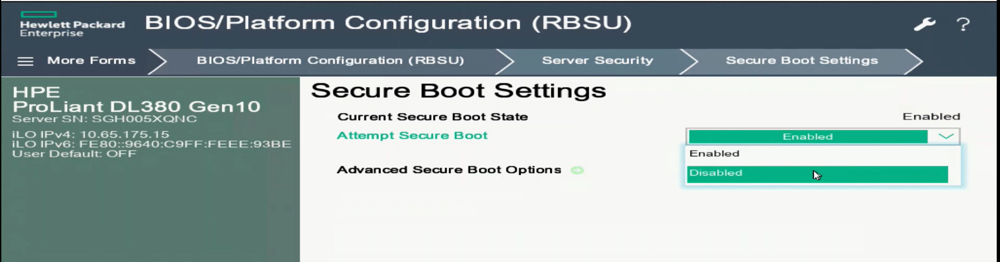 Hewlett Packard
Enterprise
BIOS/Platform Configuration (RBSU)
?
More Forms
BIOS/Platform Configuration (RBSU)
Server Security
Secure Boot Settings
HPE
ProLiant DL380 Gen10
Server SN: SGH005XQNC
iLO IPv4: 10.65.175.15
iLO IPv6: FE80::9640:C9FF:FEEE:93BE
User Default: OFF
Secure Boot Settings
Current Secure Boot State
Enabled
Attempt Secure Boot
Enabled
Enabled
Disabled
Advanced Secure Boot Options